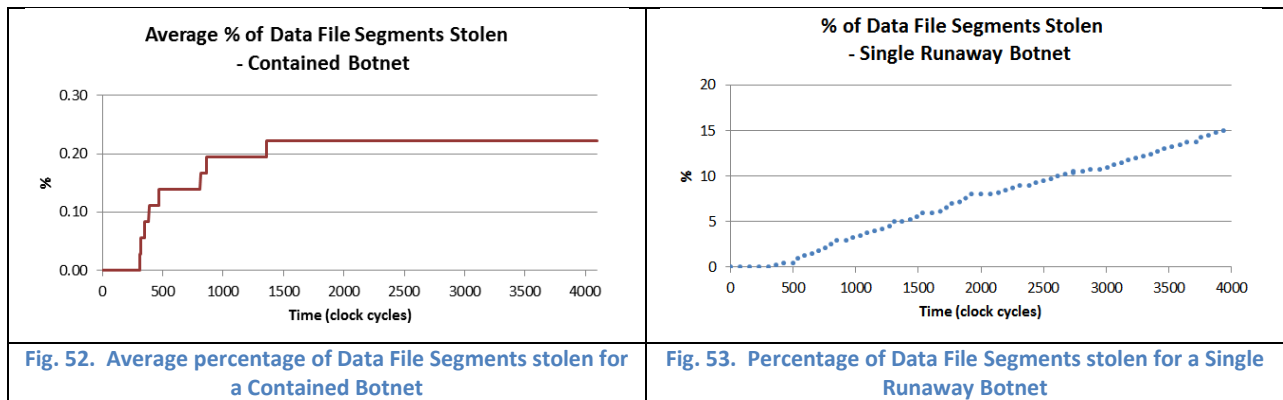 Average % of Data File Segments Stolen
- Contained Botnet
0.30
0.20
%
0.10
0.00
0 500 1000 1500 2000 2500 3000 3500 4000
Time (clock cycles)
% of Data File Segments Stolen
- Single Runaway Botnet
20
15
10
%
5
0
0 500 1000 1500 2000 2500 3000 3500 4000
Time (clock cycles)
Fig. 52. Average percentage of Data File Segments stolen for
a Contained Botnet
Fig. 53. Percentage of Data File Segments stolen for a Single
Runaway Botnet